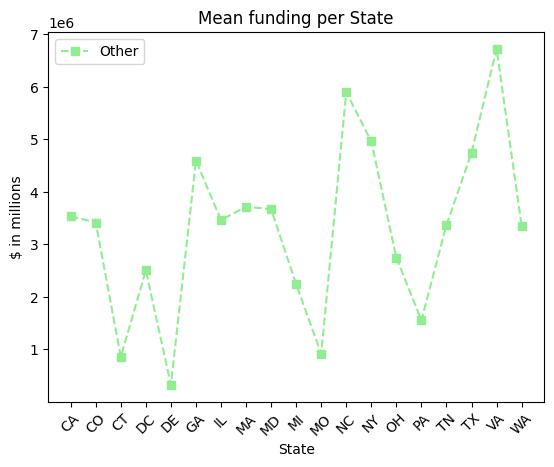 Mean funding per State
1e6
7
6
5
4
3
2
1
$ in millions
Other
CA CO CT DC DE GA IL MA MD MI MO NC NY OH PA TN TX VA WA
State